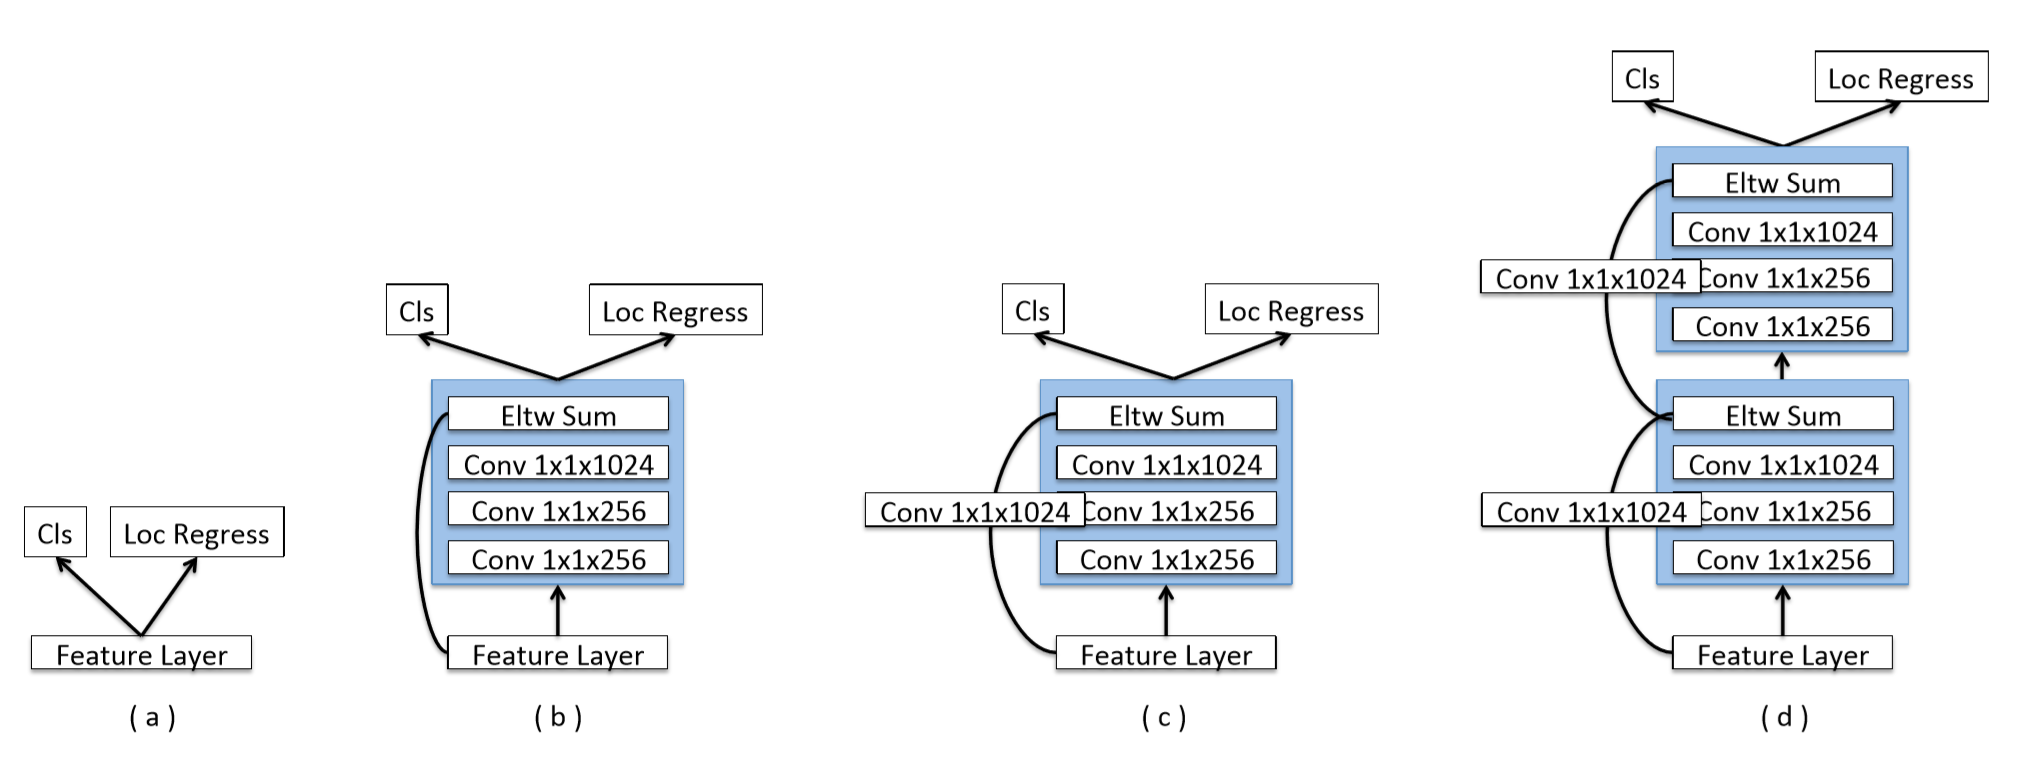 Cls
Loc Regress
Feature Layer
( a )
Cls
Loc Regress
Eltw Sum
Conv 1x1x1024
Conv 1x1x256
Conv 1x1x256
Feature Layer
( b )
Cls
Loc Regress
Eltw Sum
Conv 1x1x1024
Conv 1x1x1024
Conv 1x1x256
Conv 1x1x256
Feature Layer
( c )
Cls
Loc Regress
Eltw Sum
Conv 1x1x1024
Conv 1x1x1024
Conv 1x1x256
Conv 1x1x256
Eltw Sum
Conv 1x1x1024
Conv 1x1x1024
Conv 1x1x256
Conv 1x1x256
Feature Layer
( d )